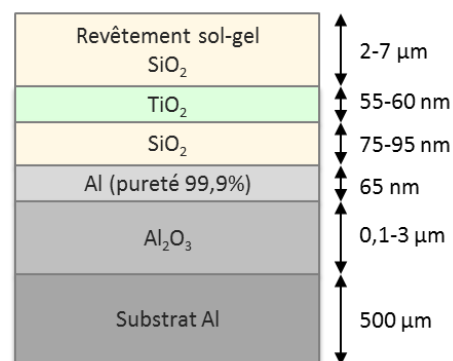 Revêtement sol-gel
SiO₂
2-7 µm
TiO₂
55-60 nm
SiO₂
75-95 nm
Al (pureté 99,9%)
65 nm
Al₂O₃
0,1-3 µm
Substrat Al
500 µm